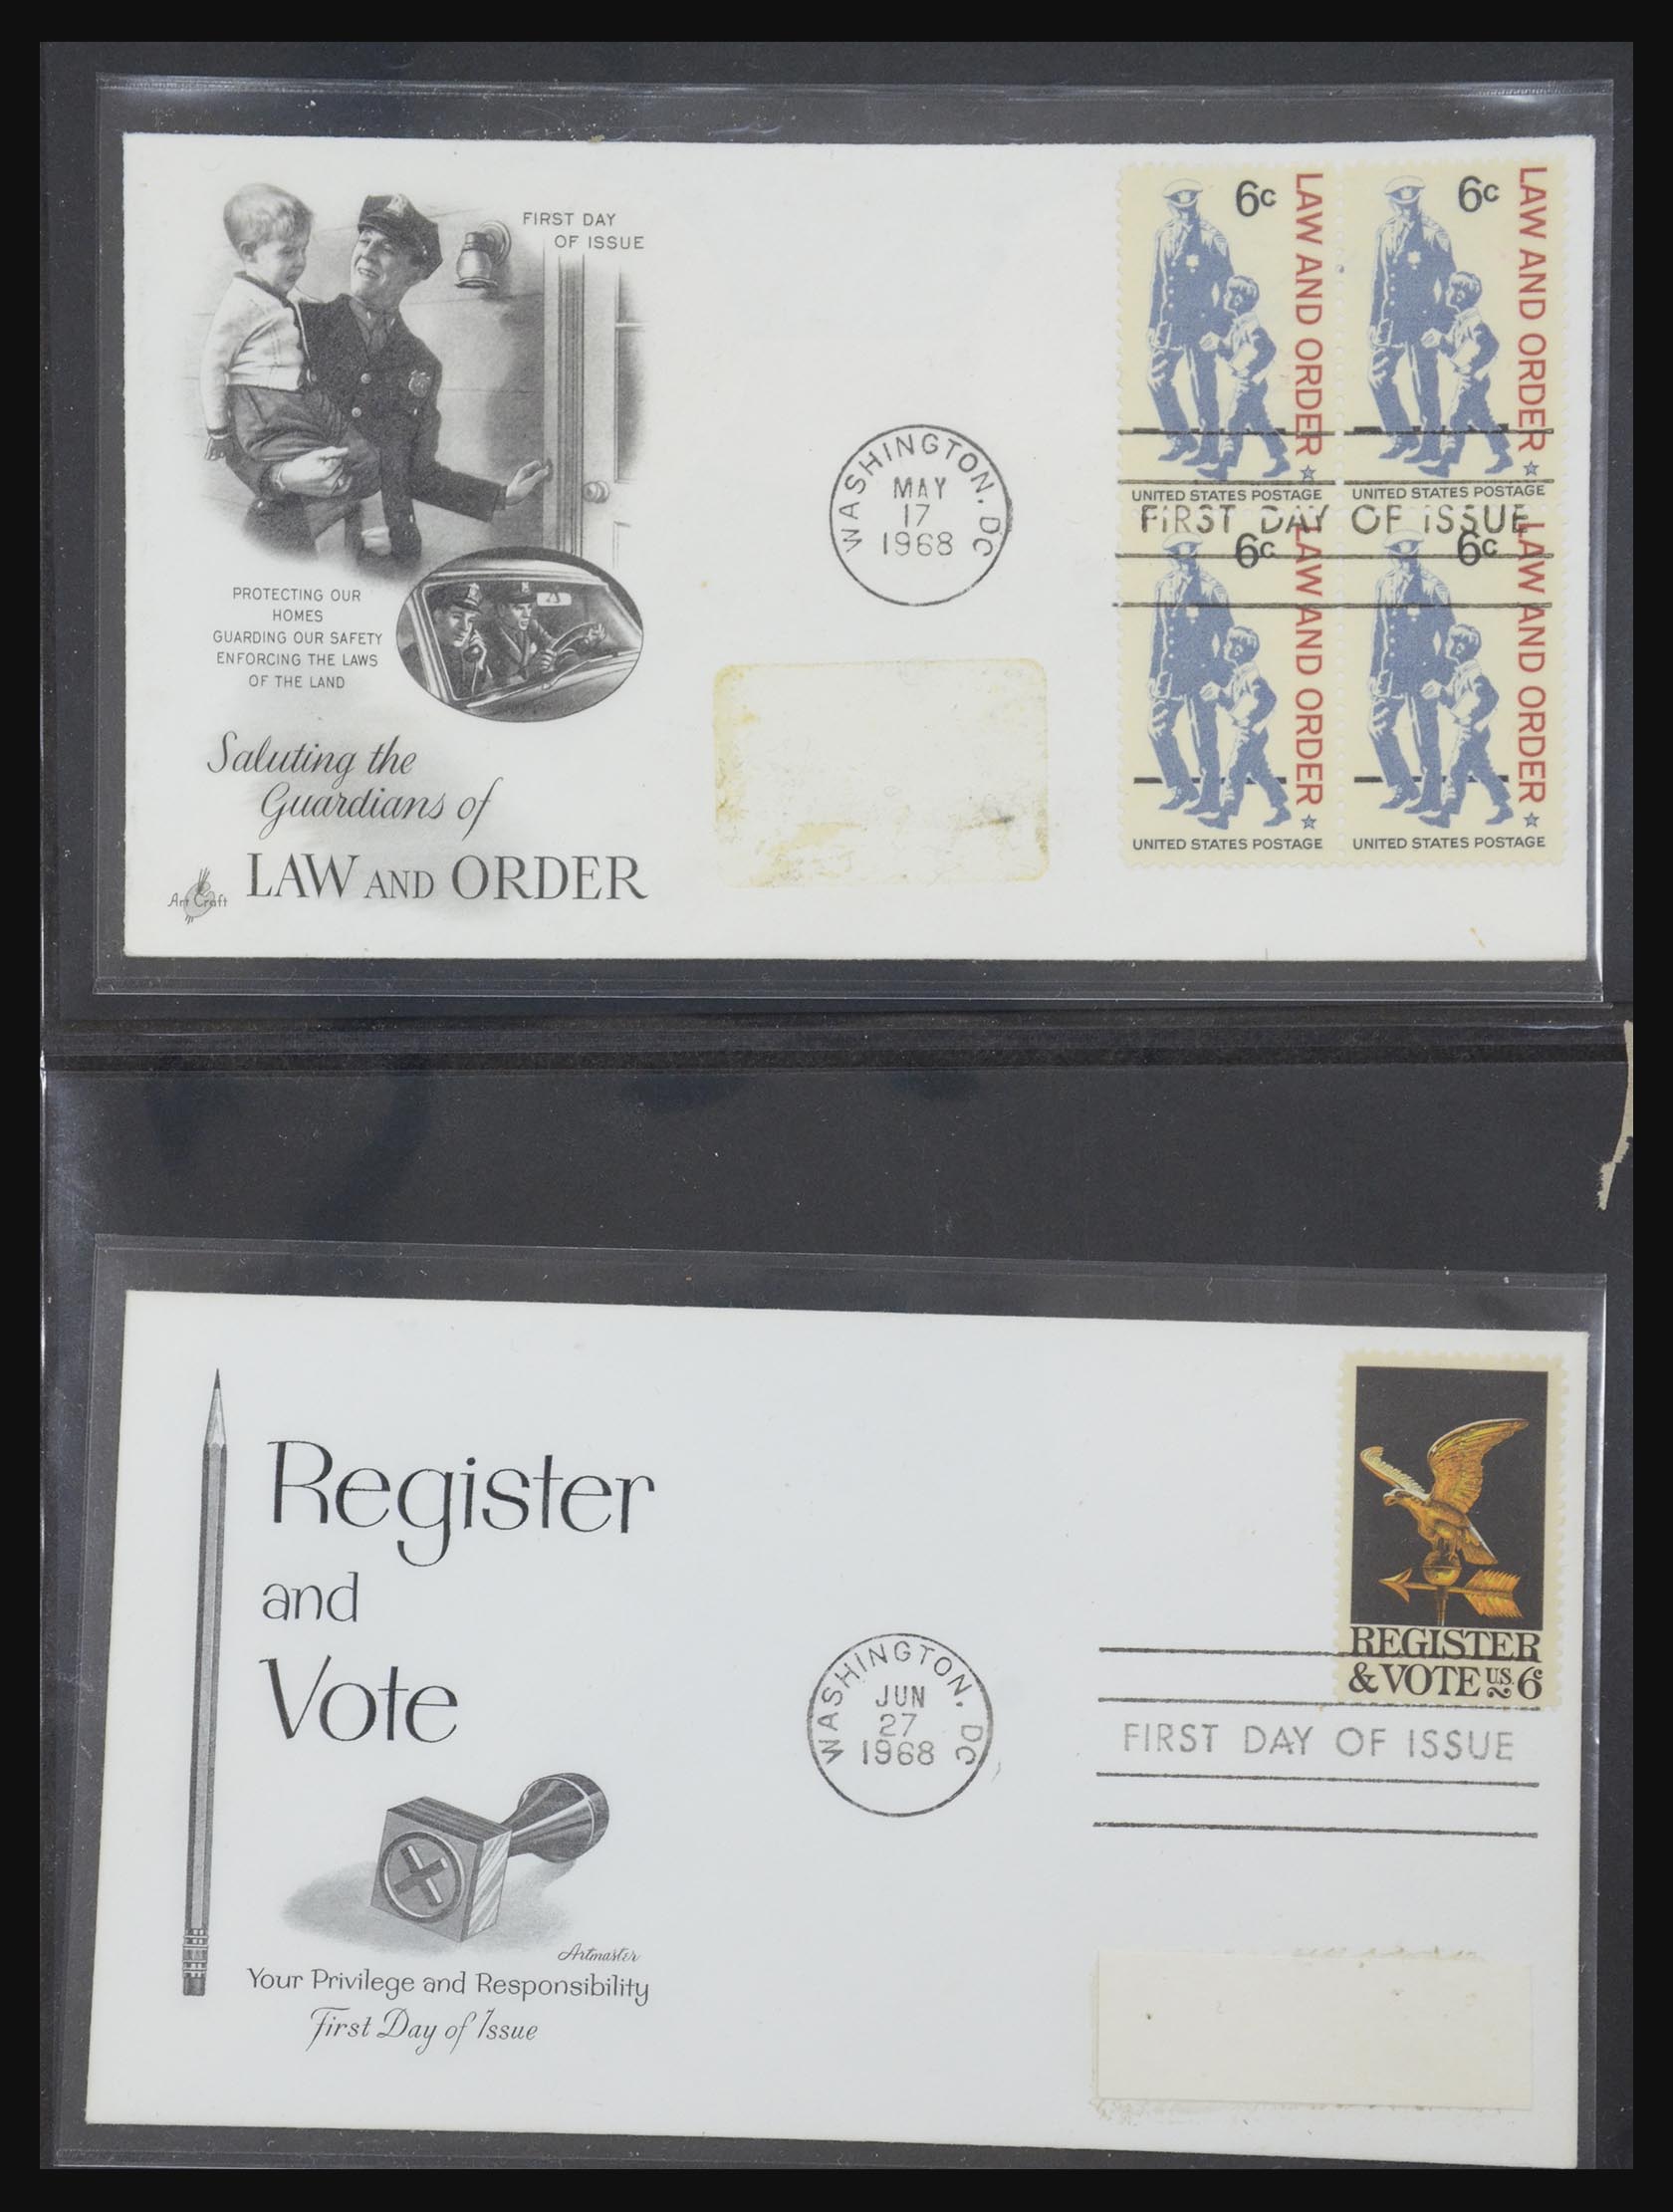 FIRST DAY
OF ISSUE
PROTECTING OUR
HOMES
GUARDING OUR SAFETY
ENFORCING THE LAWS
OF THE LAND
Saluting the
Guardians of
LAW AND ORDER
Art Craft
WASHINGTON, DC
MAY
17
1968
6c
LAW AND ORDER
UNITED STATES POSTAGE
6c
LAW AND ORDER
UNITED STATES POSTAGE
FIRST DAY OF ISSUE
6c
LAW AND ORDER
UNITED STATES POSTAGE
6c
LAW AND ORDER
UNITED STATES POSTAGE
Register
and
Vote
Artmaster
Your Privilege and Responsibility
First Day of Issue
WASHINGTON, DC
JUN
27
1968
REGISTER
& VOTE U.S. 6c
FIRST DAY OF ISSUE